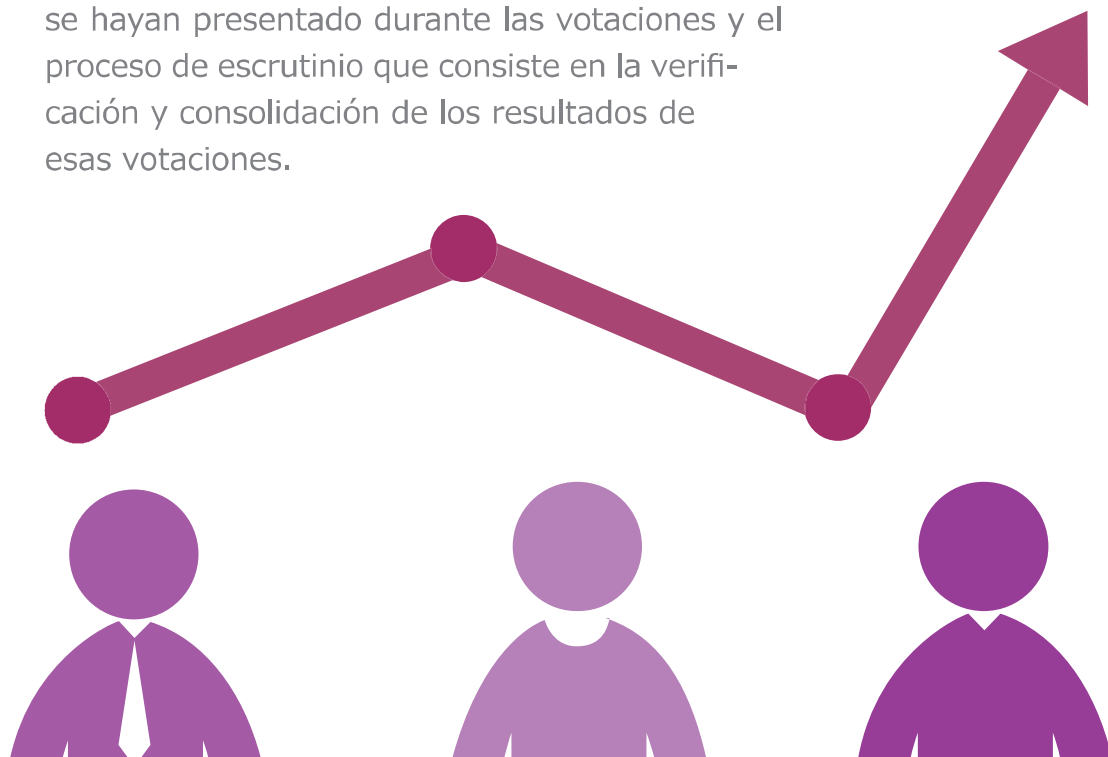 se hayan presentado durante las votaciones y el
proceso de escrutinio que consiste en la verifi-
cación y consolidación de los resultados de
esas votaciones.